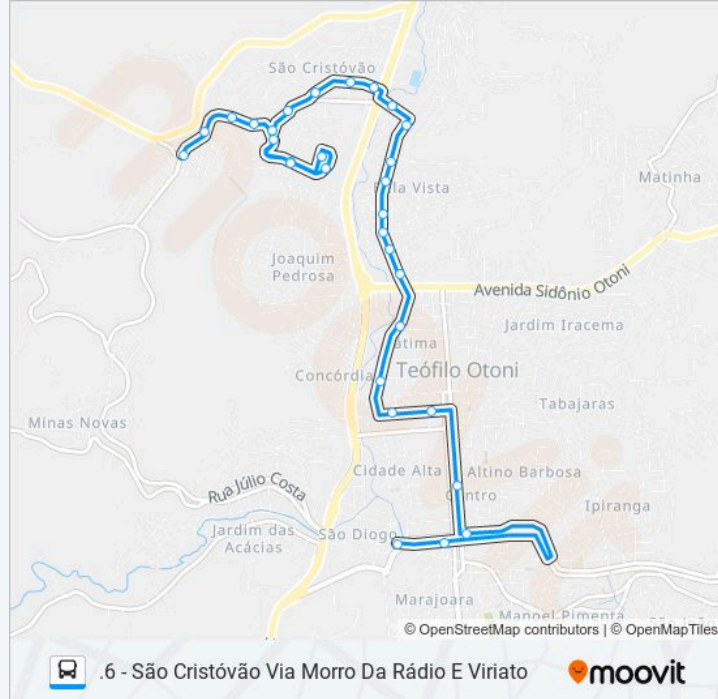 São Cristóvão
Bela Vista
Matinha
Joaquim
Pedrosa
Avenida Sidônio Otoni
Jardim Iracema
Fátima
Teófilo Otoni
Concórdia
Tabajaras
Minas Novas
Cidade Alta
Altino Barbosa
Centro
Rua Júlio Costa
Ipiranga
Jardim das
Acácias
São Diogo
Marajoara
Manoel Pimenta
© OpenStreetMap contributors | © OpenMapTiles
.6 - São Cristóvão Via Morro Da Rádio E Viriato
moovit